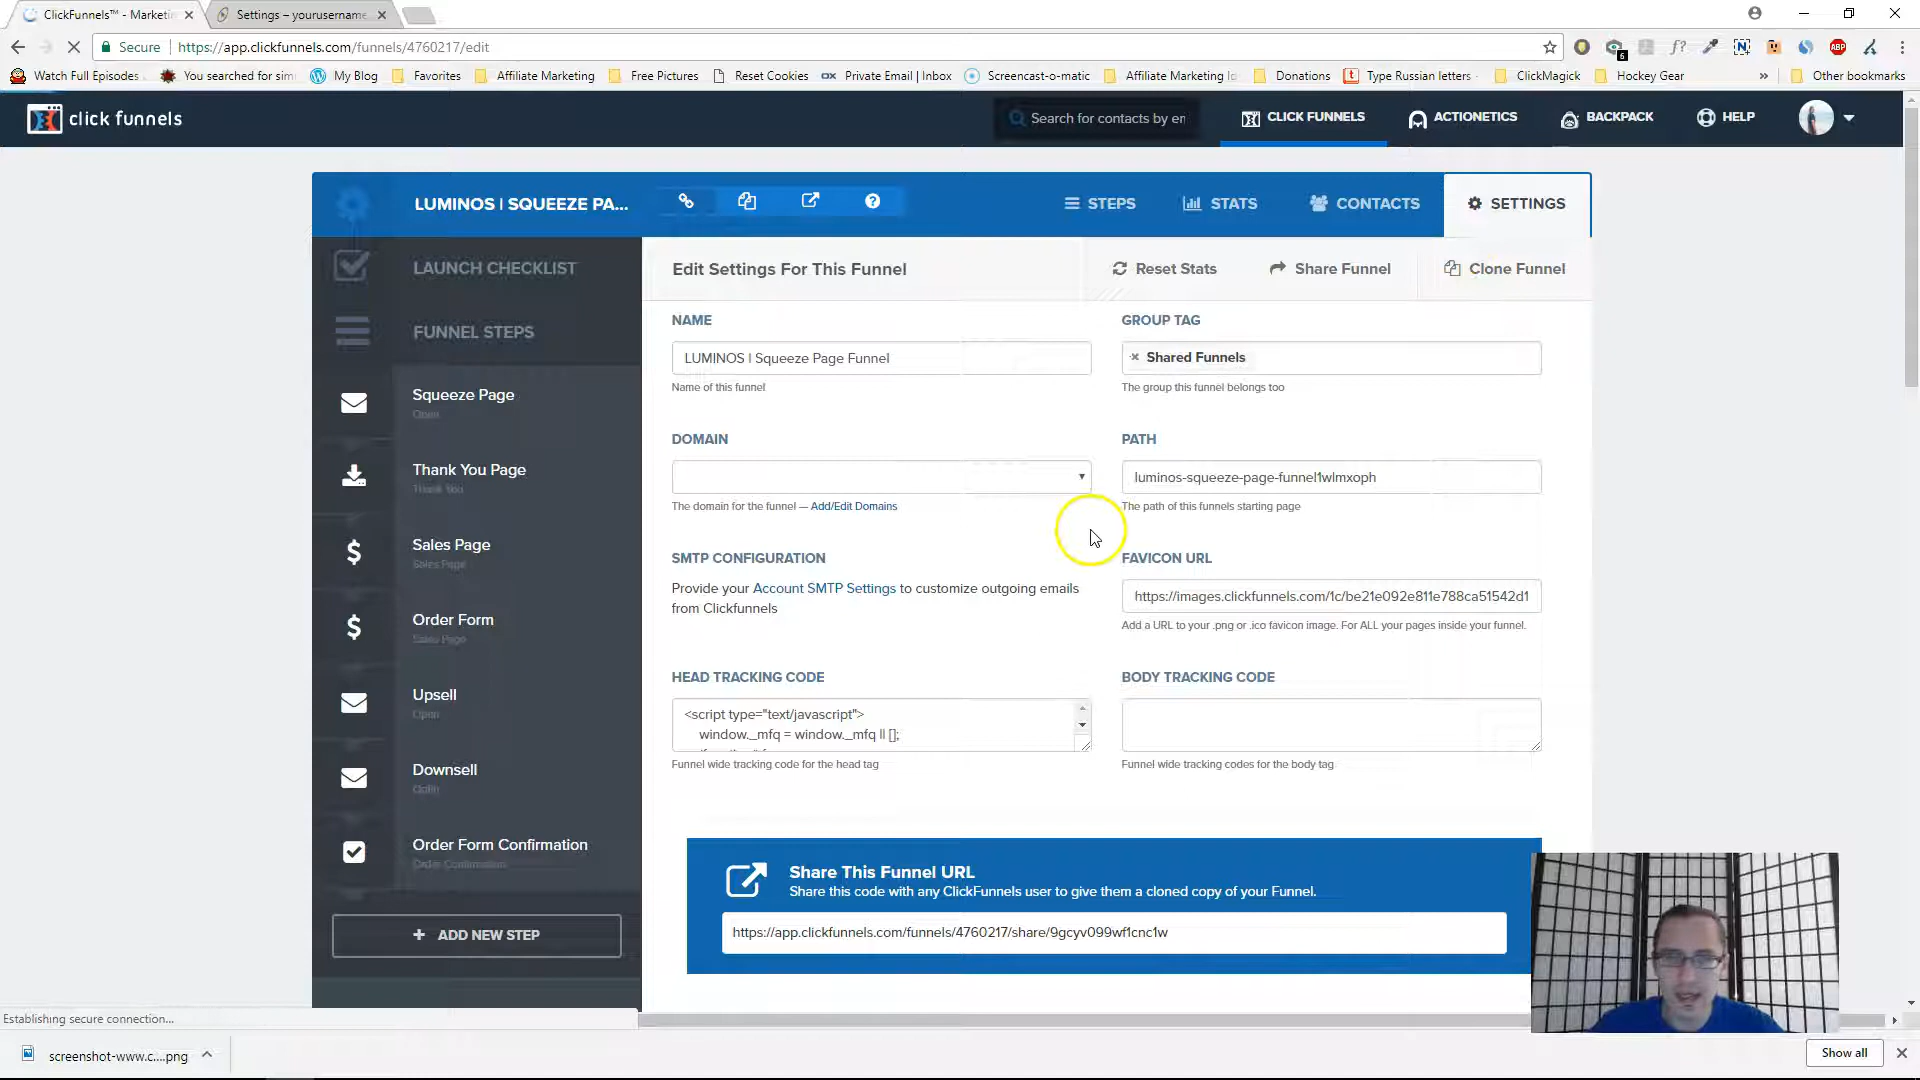 ClickFunnels™ - Marketi
Settings – yourusername
Secure
https://app.clickfunnels.com/funnels/4760217/edit
Watch Full Episodes
You searched for sim
My Blog
Favorites
Affiliate Marketing
Free Pictures
Reset Cookies
Private Email | Inbox
Screencast-o-matic
Affiliate Marketing Id
Donations
Type Russian letters
ClickMagick
Hockey Gear
»
Other bookmarks
click funnels
Search for contacts by em
CLICK FUNNELS
ACTIONETICS
BACKPACK
HELP
LUMINOS | SQUEEZE PA...
STEPS
STATS
CONTACTS
SETTINGS
LAUNCH CHECKLIST
FUNNEL STEPS
Squeeze Page
Open
Thank You Page
Thank You
Sales Page
Sales Page
Order Form
Sales Page
Upsell
Open
Downsell
Optin
Order Form Confirmation
Order Confirmation
+ ADD NEW STEP
Edit Settings For This Funnel
Reset Stats
Share Funnel
Clone Funnel
NAME
LUMINOS | Squeeze Page Funnel
Name of this funnel
GROUP TAG
× Shared Funnels
The group this funnel belongs too
DOMAIN
The domain for the funnel — Add/Edit Domains
PATH
luminos-squeeze-page-funnel1wlmxoph
The path of this funnels starting page
SMTP CONFIGURATION
Provide your Account SMTP Settings to customize outgoing emails
from Clickfunnels
FAVICON URL
https://images.clickfunnels.com/1c/be21e092e811e788ca51542d1
Add a URL to your .png or .ico favicon image. For ALL your pages inside your funnel.
HEAD TRACKING CODE
<script type="text/javascript">
window._mfq = window._mfq || [];
Funnel wide tracking code for the head tag
BODY TRACKING CODE
Funnel wide tracking codes for the body tag
Share This Funnel URL
Share this code with any ClickFunnels user to give them a cloned copy of your Funnel.
https://app.clickfunnels.com/funnels/4760217/share/9gcyv099wf1cnc1w
Establishing secure connection...
screenshot-www.c....png
Show all